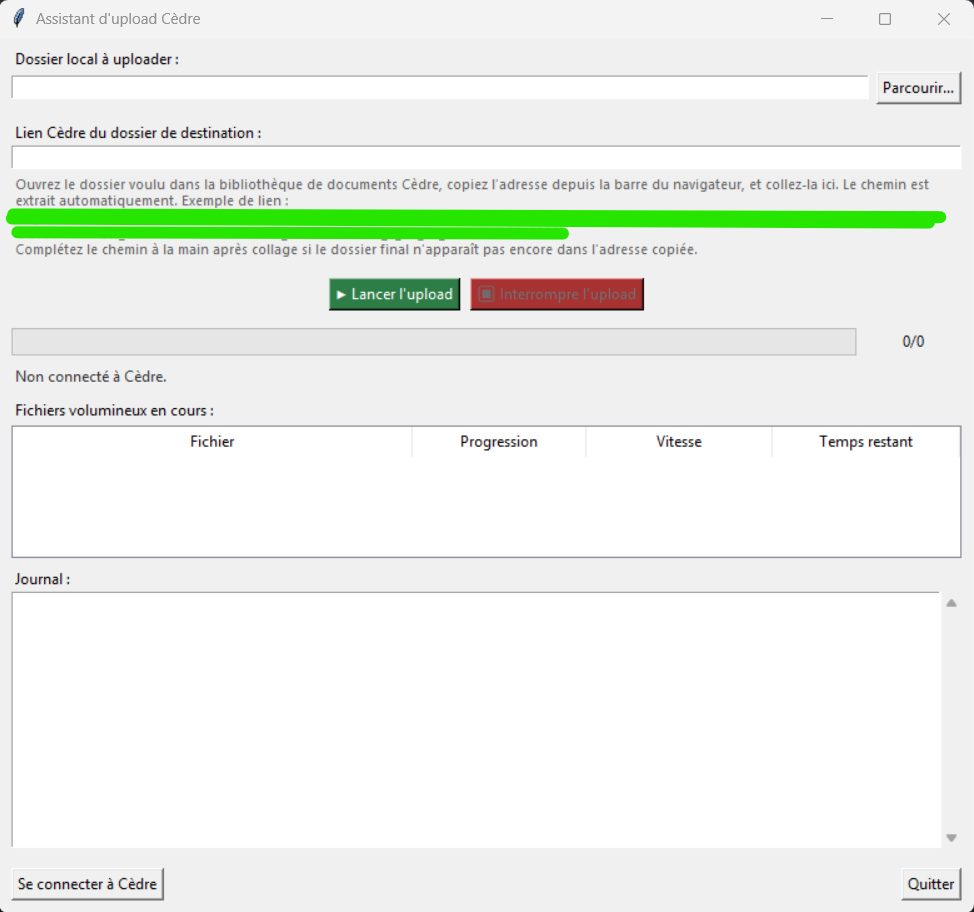 Assistant d'upload Cèdre
Dossier local à uploader :
Parcourir...
Lien Cèdre du dossier de destination :
Ouvrez le dossier voulu dans la bibliothèque de documents Cèdre, copiez l'adresse depuis la barre du navigateur, et collez-la ici. Le chemin est
extrait automatiquement. Exemple de lien :
Complétez le chemin à la main après collage si le dossier final n'apparaît pas encore dans l'adresse copiée.
► Lancer l'upload
Interrompre l'upload
0/0
Non connecté à Cèdre.
Fichiers volumineux en cours :
Fichier Progression Vitesse Temps restant
Journal :
Se connecter à Cèdre
Quitter